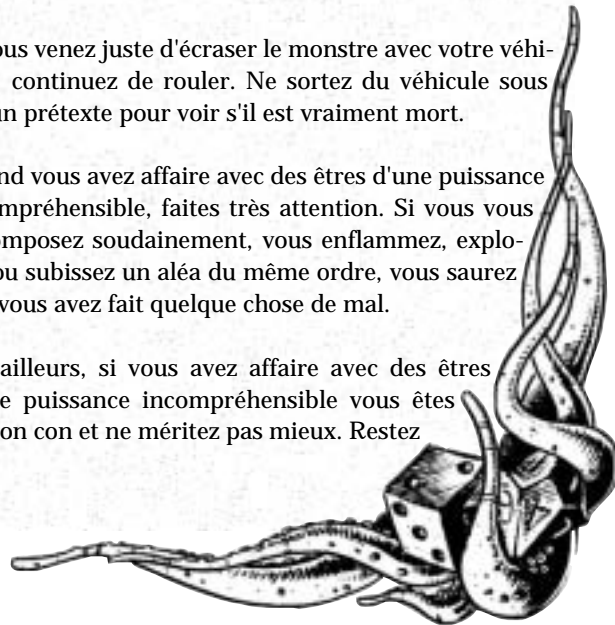 ous venez juste d'écraser le monstre avec votre véhi-
continuez de rouler. Ne sortez du véhicule sous
un prétexte pour voir s'il est vraiment mort.
nd vous avez affaire avec des êtres d'une puissance
ompréhensible, faites très attention. Si vous vous
omposez soudainement, vous enflammez, explo-
ou subissez un aléa du même ordre, vous saurez
vous avez fait quelque chose de mal.
ailleurs, si vous avez affaire avec des êtres
e puissance incompréhensible vous êtes
on con et ne méritez pas mieux. Restez